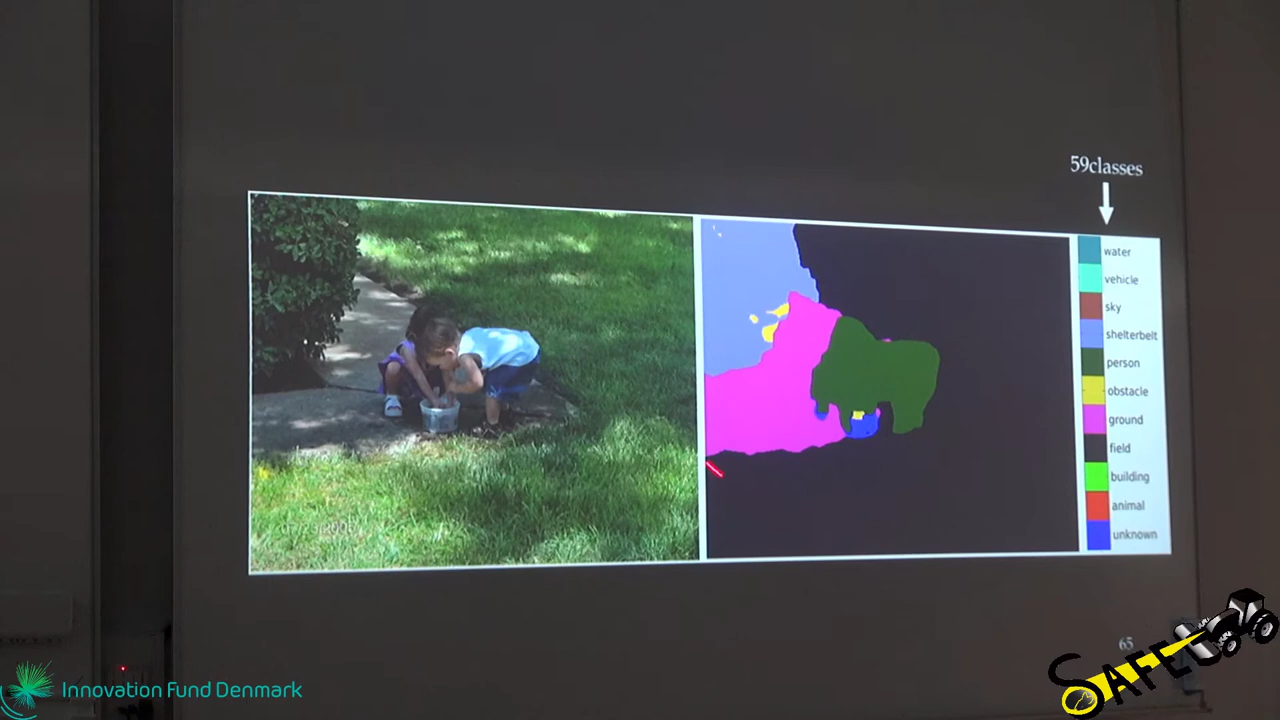 59classes
water
vehicle
sky
shelterbelt
person
obstacle
ground
field
building
animal
unknown
65
Innovation Fund Denmark
SAFE